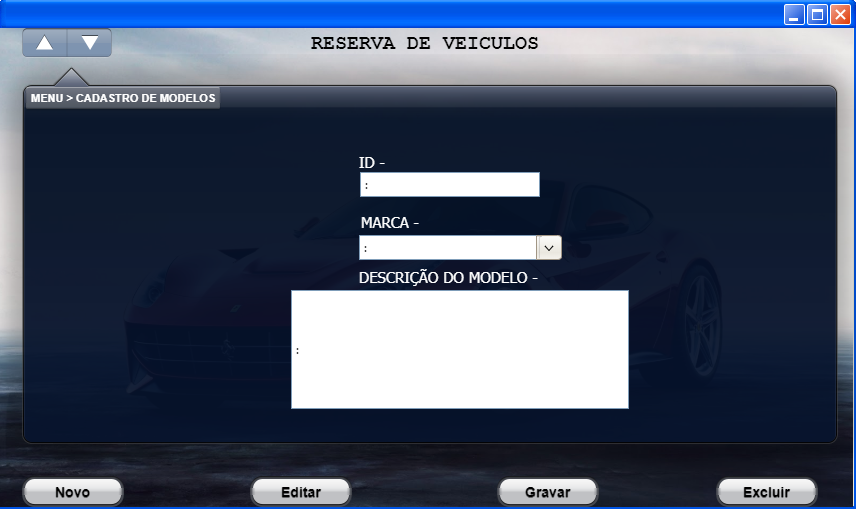 RESERVA DE VEICULOS
MENU > CADASTRO DE MODELOS
ID -
:
MARCA -
:
DESCRIÇÃO DO MODELO -
:
Novo
Editar
Gravar
Excluir